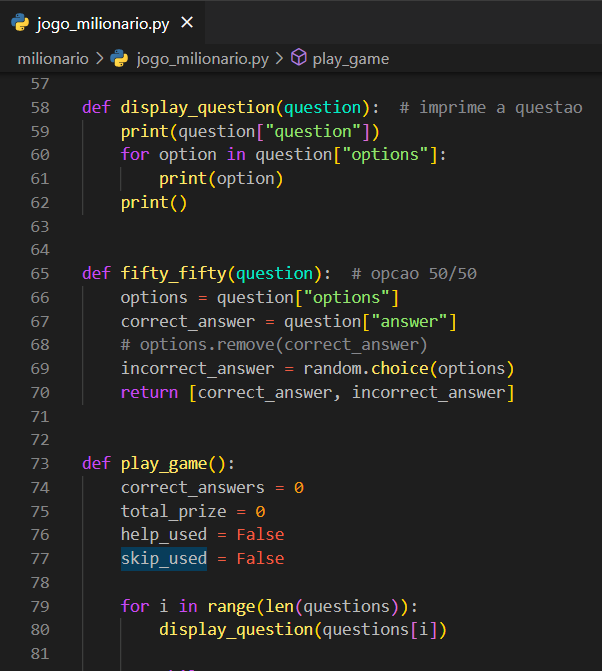 jogo_milionario.py ×
milionario > jogo_milionario.py > play_game
57
58 def display_question(question):  # imprime a questao
59     print(question["question"])
60     for option in question["options"]:
61         print(option)
62     print()
63
64
65 def fifty_fifty(question):  # opcao 50/50
66     options = question["options"]
67     correct_answer = question["answer"]
68     # options.remove(correct_answer)
69     incorrect_answer = random.choice(options)
70     return [correct_answer, incorrect_answer]
71
72
73 def play_game():
74     correct_answers = 0
75     total_prize = 0
76     help_used = False
77     skip_used = False
78
79     for i in range(len(questions)):
80         display_question(questions[i])
81